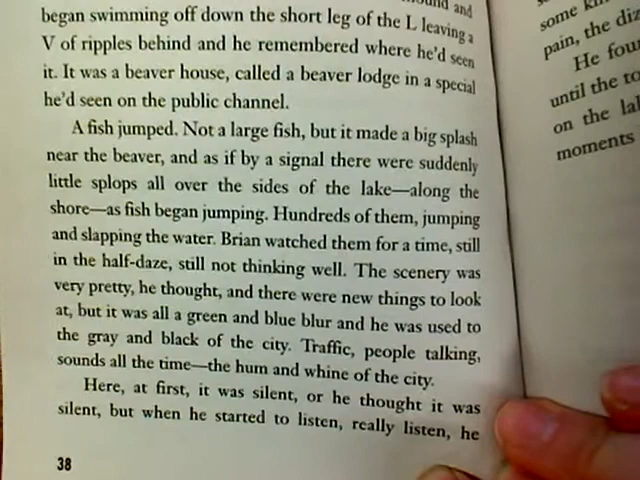 and
began swimming off down the short leg of the L leaving a
V of ripples behind and he remembered where he'd seen
it. It was a beaver house, called a beaver lodge in a special
he'd seen on the public channel.
A fish jumped. Not a large fish, but it made a big splash
near the beaver, and as if by a signal there were suddenly
little splops all over the sides of the lake—along the
shore—as fish began jumping. Hundreds of them, jumping
and slapping the water. Brian watched them for a time, still
in the half-daze, still not thinking well. The scenery was
very pretty, he thought, and there were new things to look
at, but it was all a green and blue blur and he was used to
the gray and black of the city. Traffic, people talking,
sounds all the time—the hum and whine of the city.
Here, at first, it was silent, or he thought it was
silent, but when he started to listen, really listen, he
38
some
pain, the
He
until the
on the
moments